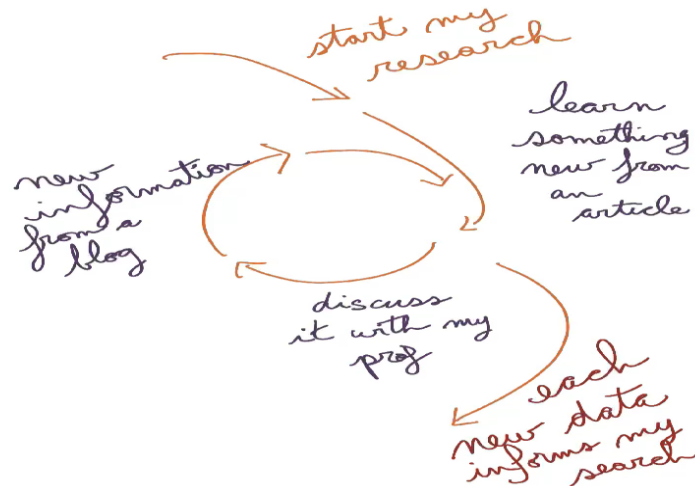 start my
research
learn
something
new from
an
article
new
information
from a
blog
discuss
it with my
prof
each
new data
informs my
search